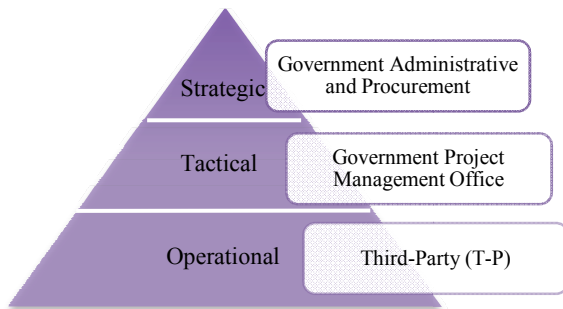 Strategic
Government Administrative
and Procurement
Tactical
Government Project
Management Office
Operational
Third-Party (T-P)